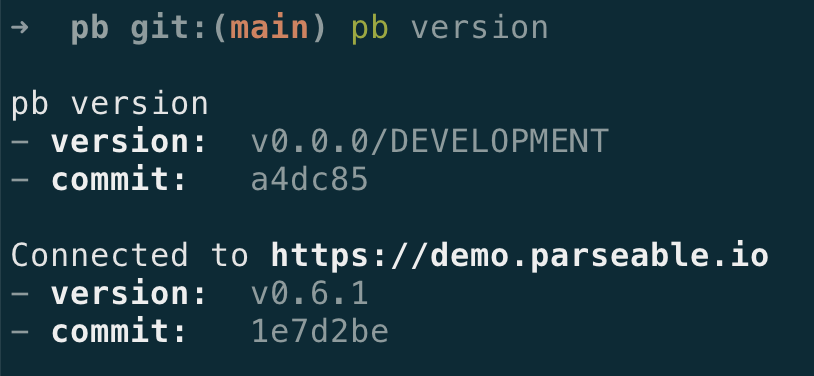 ➜ pb git:(main) pb version
pb version
- version: v0.0.0/DEVELOPMENT
- commit: a4dc85
Connected to https://demo.parseable.io
- version: v0.6.1
- commit: 1e7d2be